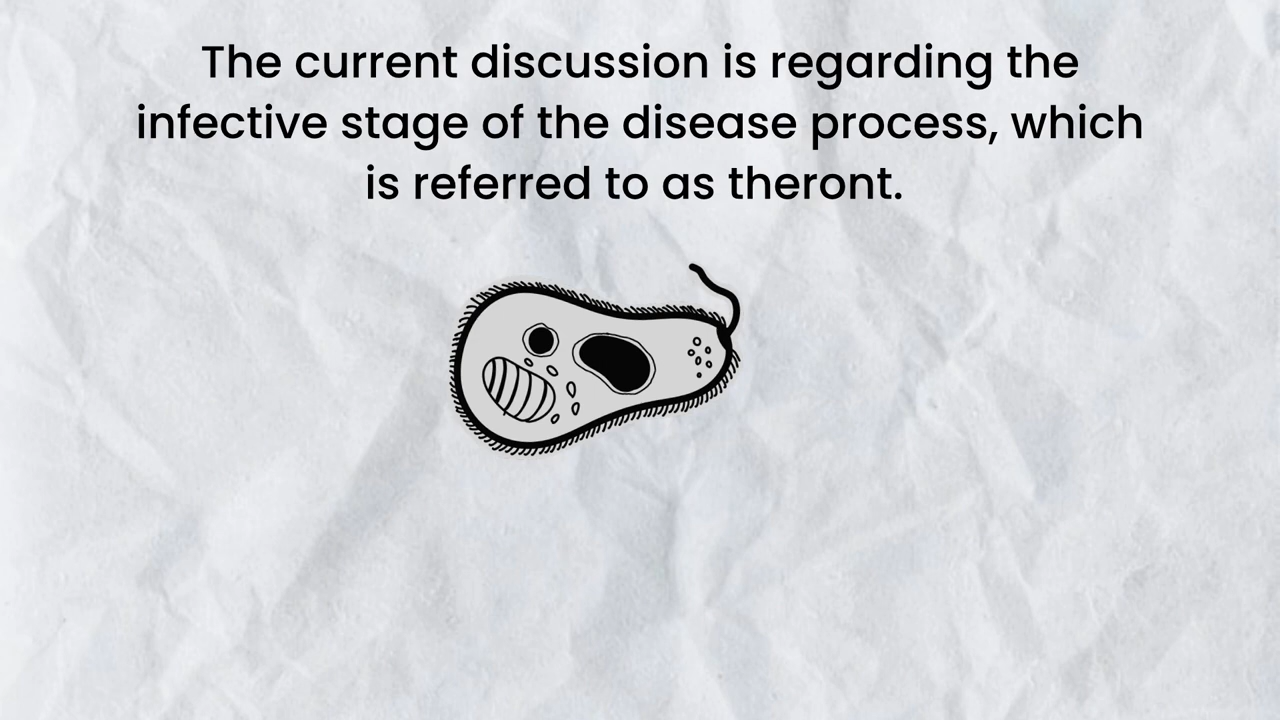 The current discussion is regarding the
infective stage of the disease process, which
is referred to as theront.